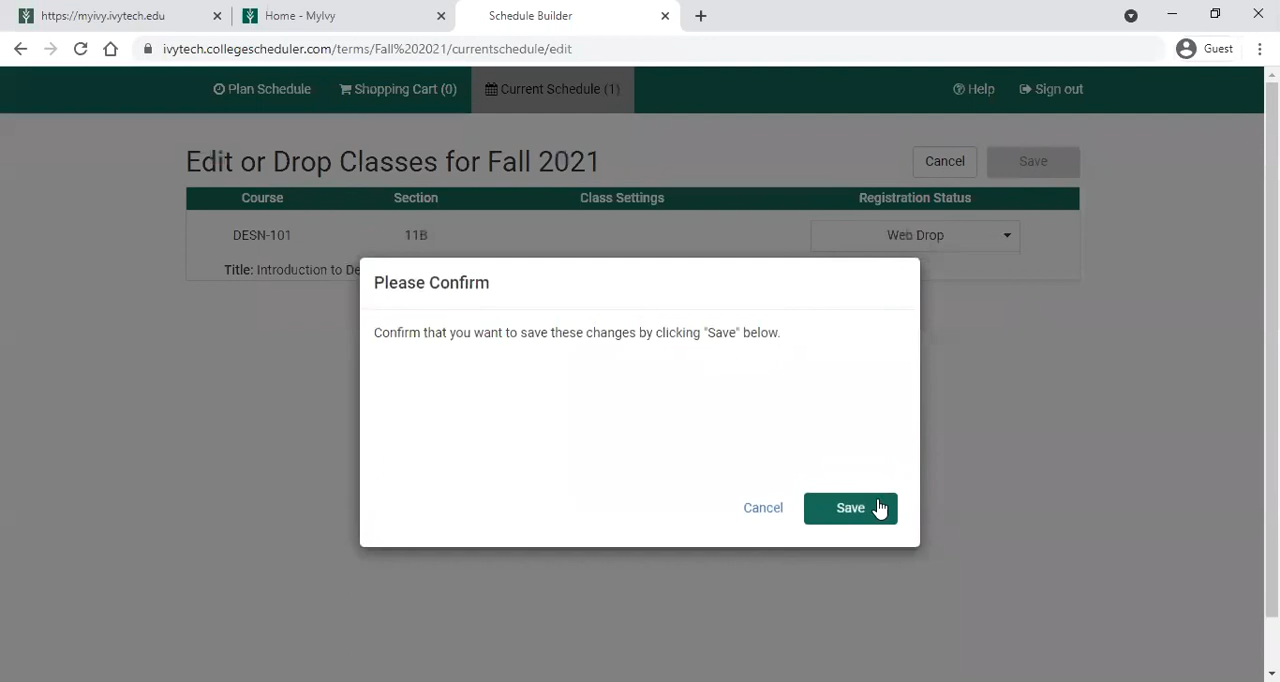 https://myivy.ivytech.edu
Home - MyIvy
Schedule Builder
ivytech.collegescheduler.com/terms/Fall%202021/currentschedule/edit
Guest
Plan Schedule
Shopping Cart (0)
Current Schedule (1)
Help
Sign out
Edit or Drop Classes for Fall 2021
Cancel
Save
Course
Section
Class Settings
Registration Status
DESN-101
11B
Web Drop
Title: Introduction to De
Please Confirm
Confirm that you want to save these changes by clicking "Save" below.
Cancel
Save